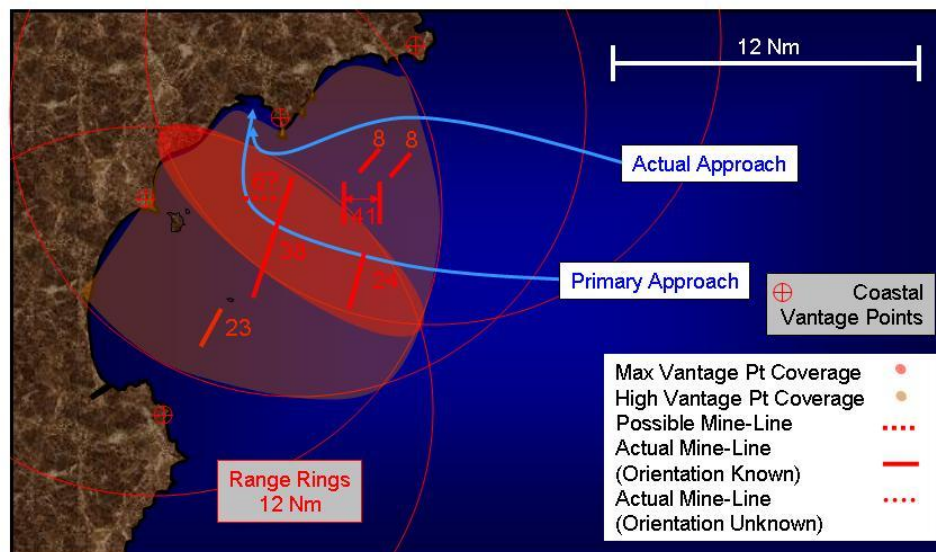 12 Nm
8 8
Actual Approach
67
41
38
24
Primary Approach
23
Coastal
Vantage Points
Max Vantage Pt Coverage
High Vantage Pt Coverage
Possible Mine-Line
Actual Mine-Line
(Orientation Known)
Actual Mine-Line
(Orientation Unknown)
Range Rings
12 Nm